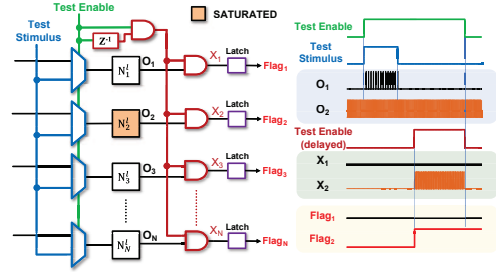 Test Enable
Test
Stimulus
SATURATED
Z⁻¹
O₁
X₁
Latch
N₁ˡ
Flag₁
O₂
X₂
Latch
N₂ˡ
Flag₂
O₃
X₃
Latch
N₃ˡ
Flag₃
O_N
X_N
Latch
N_Nˡ
Flag_N
Test Enable
Test
Stimulus
O₁
O₂
Test Enable
(delayed)
X₁
X₂
Flag₁
Flag₂